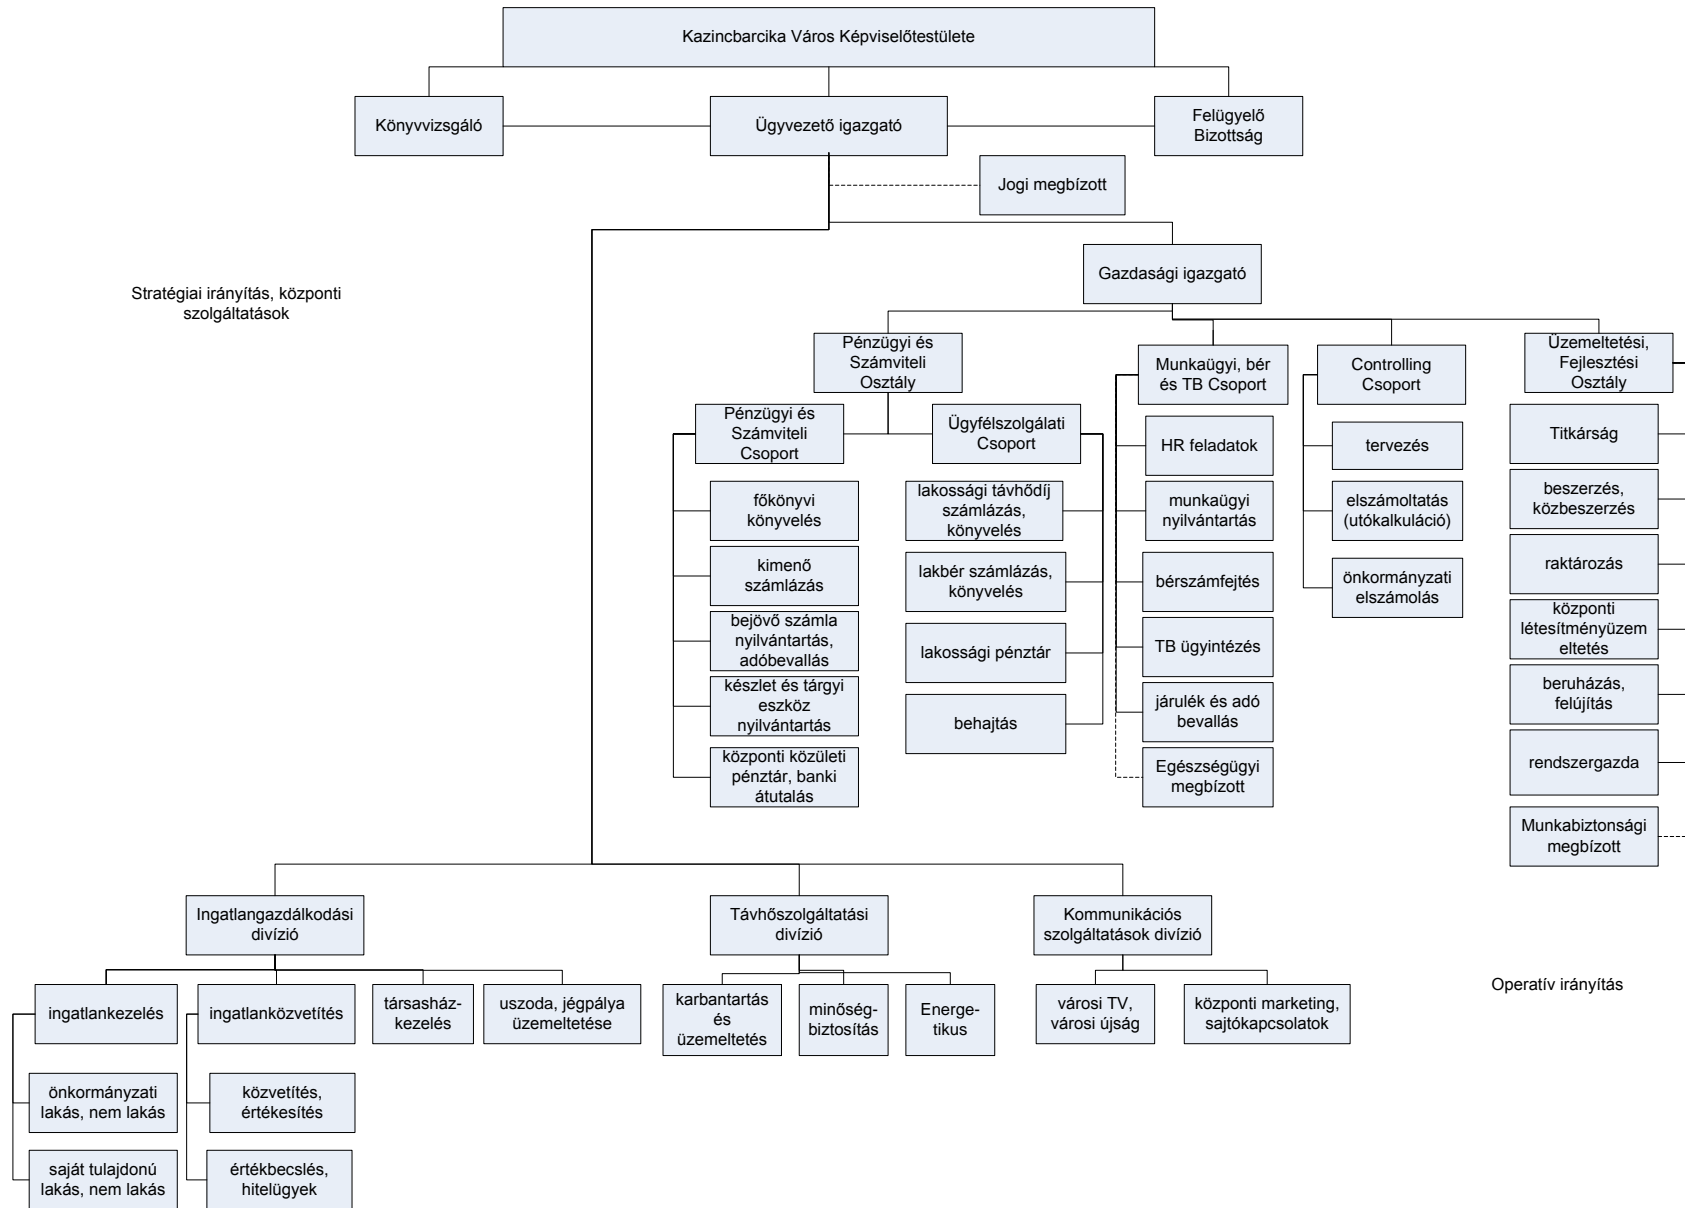 Kazincbarcika Város Képviselőtestülete
Könyvvizsgáló
Ügyvezető igazgató
Felügyelő
Bizottság
Jogi megbízott
Gazdasági igazgató
Stratégiai irányítás, központi
szolgáltatások
Pénzügyi és
Számviteli
Osztály
Munkaügyi, bér
és TB Csoport
Controlling
Csoport
Üzemeltetési,
Fejlesztési
Osztály
Pénzügyi és
Számviteli
Csoport
Ügyfélszolgálati
Csoport
főkönyvi
könyvelés
kimenő
számlázás
bejövő számla
nyilvántartás,
adóbevallás
készlet és tárgyi
eszköz
nyilvántartás
központi közületi
pénztár, banki
átutalás
lakossági távhődíj
számlázás,
könyvelés
lakbér számlázás,
könyvelés
lakossági pénztár
behajtás
HR feladatok
munkaügyi
nyilvántartás
bérszámfejtés
TB ügyintézés
járulék és adó
bevallás
Egészségügyi
megbízott
tervezés
elszámoltatás
(utókalkuláció)
önkormányzati
elszámolás
Titkárság
beszerzés,
közbeszerzés
raktározás
központi
létesítményüzem
eltetés
beruházás,
felújítás
rendszergazda
Munkabiztonsági
megbízott
Ingatlangazdálkodási
divízió
Távhőszolgáltatási
divízió
Kommunikációs
szolgáltatások divízió
Operatív irányítás
ingatlankezelés
ingatlanközvetítés
társasház-
kezelés
uszoda, jégpálya
üzemeltetése
karbantartás
és
üzemeltetés
minőség-
biztosítás
Energe-
tikus
városi TV,
városi újság
központi marketing,
sajtókapcsolatok
önkormányzati
lakás, nem lakás
közvetítés,
értékesítés
saját tulajdonú
lakás, nem lakás
értékbecslés,
hitelügyek